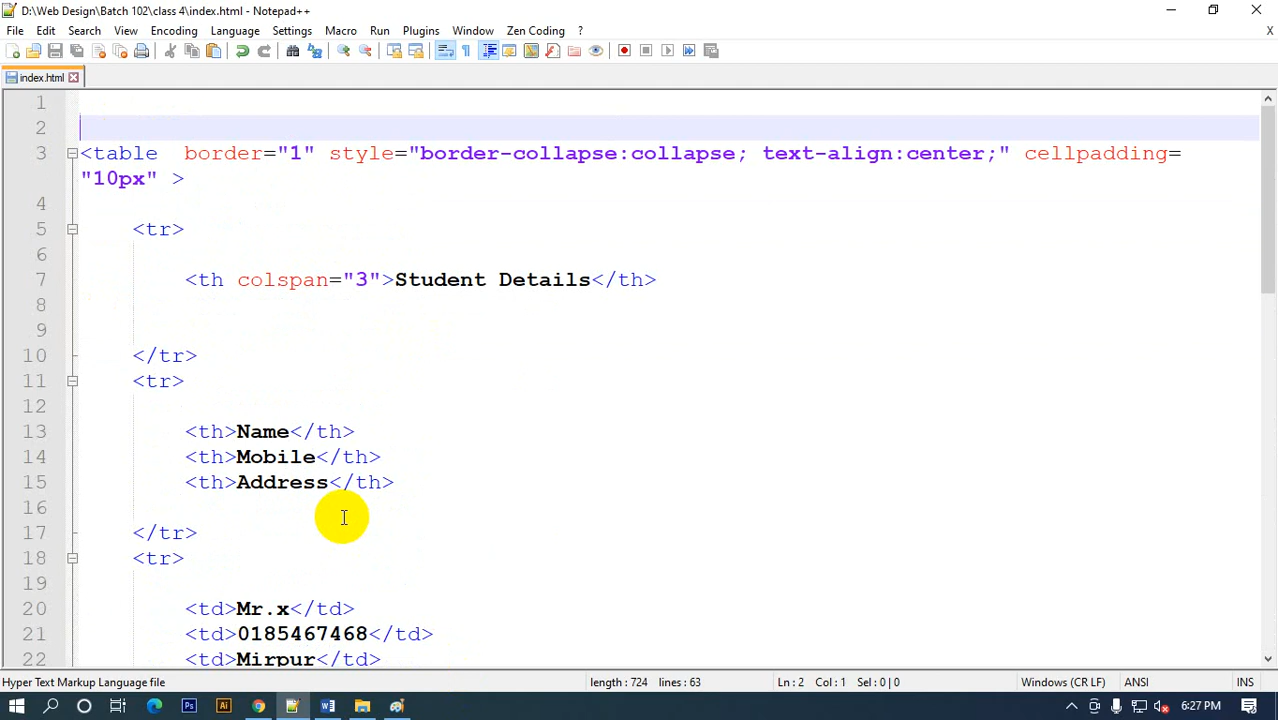 D:\Web Design\Batch 102\class 4\index.html - Notepad++
File Edit Search View Encoding Language Settings Macro Run Plugins Window Zen Coding ? X
index.html
1
2
3 <table  border="1" style="border-collapse:collapse; text-align:center;" cellpadding=
"10px" >
4
5 <tr>
6
7 <th colspan="3">Student Details</th>
8
9
10 </tr>
11 <tr>
12
13 <th>Name</th>
14 <th>Mobile</th>
15 <th>Address</th>
16
17 </tr>
18 <tr>
19
20 <td>Mr.x</td>
21 <td>0185467468</td>
22 <td>Mirpur</td>
Hyper Text Markup Language file length : 724 lines : 63 Ln : 2 Col : 1 Sel : 0 | 0 Windows (CR LF) ANSI INS
Ps Ai W 6:27 PM